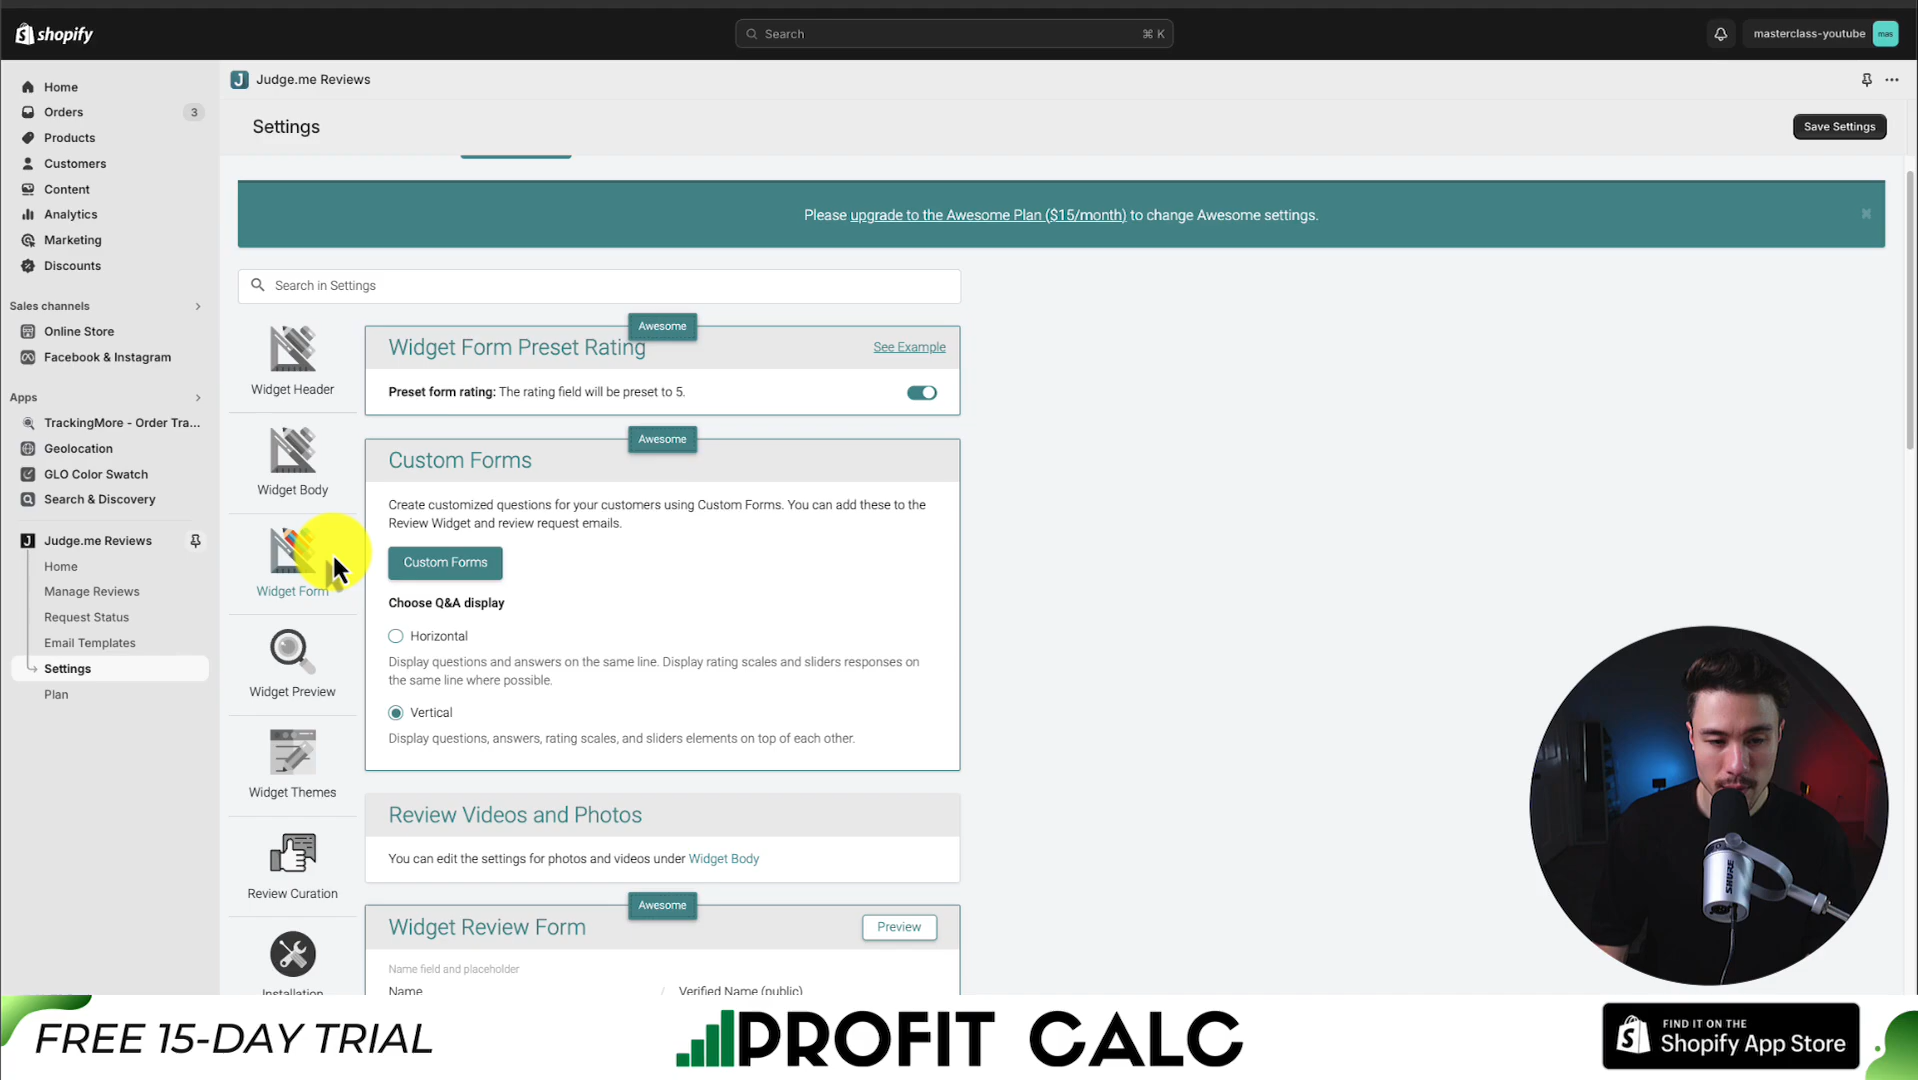 shopify
Search
⌘ K
masterclass-youtube
mas
Home
Orders
3
Products
Customers
Content
Analytics
Marketing
Discounts
Sales channels
Online Store
Facebook & Instagram
Apps
TrackingMore - Order Tra...
Geolocation
GLO Color Swatch
Search & Discovery
Judge.me Reviews
Home
Manage Reviews
Request Status
Email Templates
Settings
Plan
J
Judge.me Reviews
Settings
Save Settings
Please upgrade to the Awesome Plan ($15/month) to change Awesome settings.
Search in Settings
Widget Header
Widget Body
Widget Form
Widget Preview
Widget Themes
Review Curation
Installation
Awesome
Widget Form Preset Rating
See Example
Preset form rating: The rating field will be preset to 5.
Awesome
Custom Forms
Create customized questions for your customers using Custom Forms. You can add these to the
Review Widget and review request emails.
Custom Forms
Choose Q&A display
Horizontal
Display questions and answers on the same line. Display rating scales and sliders responses on
the same line where possible.
Vertical
Display questions, answers, rating scales, and sliders elements on top of each other.
Review Videos and Photos
You can edit the settings for photos and videos under Widget Body
Awesome
Widget Review Form
Preview
Name field and placeholder
Name / Verified Name (public)
SHURE
FREE 15-DAY TRIAL
PROFIT CALC
FIND IT ON THE
Shopify App Store